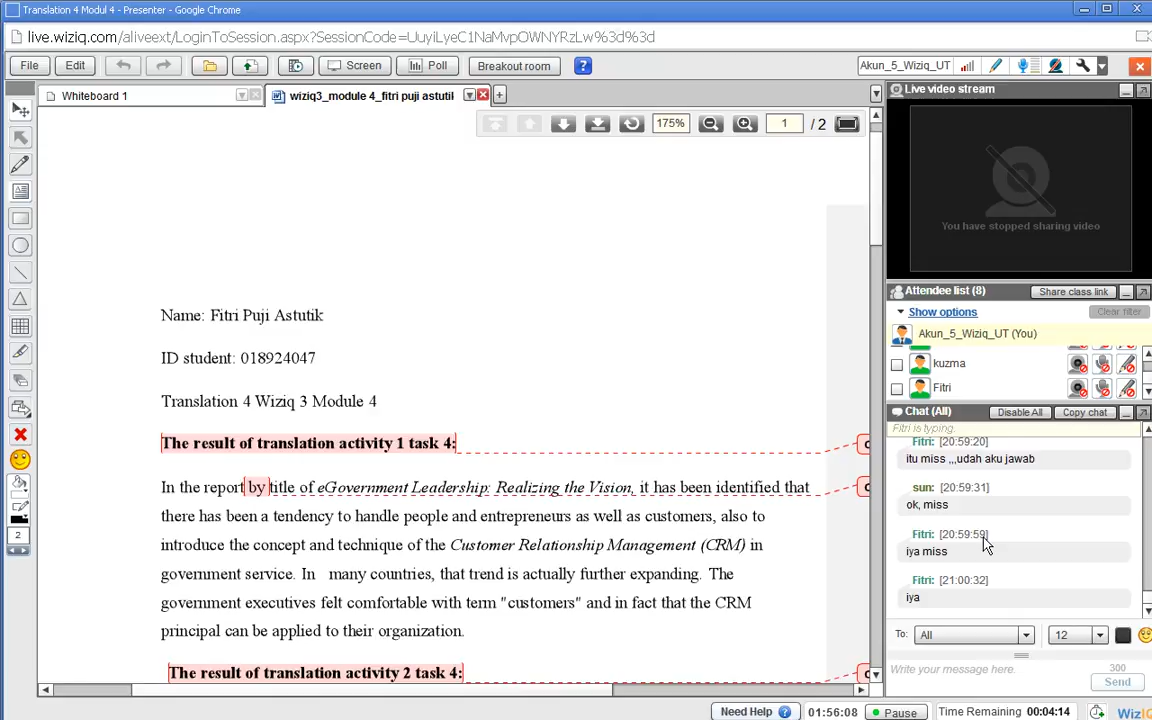 Translation 4 Modul 4 - Presenter - Google Chrome
live.wiziq.com/aliveext/LoginToSession.aspx?SessionCode=UuyiLyeC1NaMvpOWNYRzLw%3d%3d
File Edit Screen Poll Breakout room ? Akun_5_Wiziq_UT
Whiteboard 1 wiziq3_module 4_fitri puji astutik
175% 1 / 2
Name: Fitri Puji Astutik
ID student: 018924047
Translation 4 Wiziq 3 Module 4
The result of translation activity 1 task 4:
In the report by title of eGovernment Leadership: Realizing the Vision, it has been identified that
there has been a tendency to handle people and entrepreneurs as well as customers, also to
introduce the concept and technique of the Customer Relationship Management (CRM) in
government service. In many countries, that trend is actually further expanding. The
government executives felt comfortable with term "customers" and in fact that the CRM
principal can be applied to their organization.
The result of translation activity 2 task 4:
2
Live video stream
You have stopped sharing video
Attendee list (8) Share class link
Show options Clear filter
Akun_5_Wiziq_UT (You)
kuzma
Fitri
Chat (All) Disable All Copy chat
Fitri is typing.
Fitri: [20:59:20]
itu miss ,,,udah aku jawab
sun: [20:59:31]
ok, miss
Fitri: [20:59:59]
iya miss
Fitri: [21:00:32]
iya
To: All 12
Write your message here. 300
Send
Need Help ? 01:56:08 Pause Time Remaining 00:04:14 WizIQ